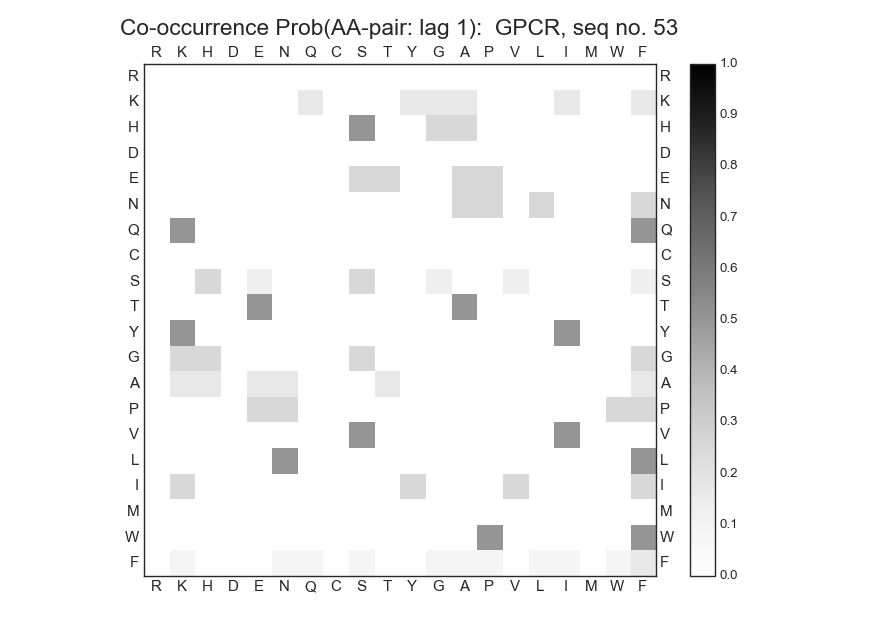 Co-occurrence Prob(AA-pair: lag 1):  GPCR, seq no. 53
R K H D E N Q C S T Y G A P V L I M W F
R R 1.0
K K 0.9
H H
D D 0.8
E E
N N 0.7
Q Q
C C 0.6
S S
T T 0.5
Y Y
G G 0.4
A A
P P 0.3
V V
L L 0.2
I I
M M 0.1
W W
F F 0.0
R K H D E N Q C S T Y G A P V L I M W F